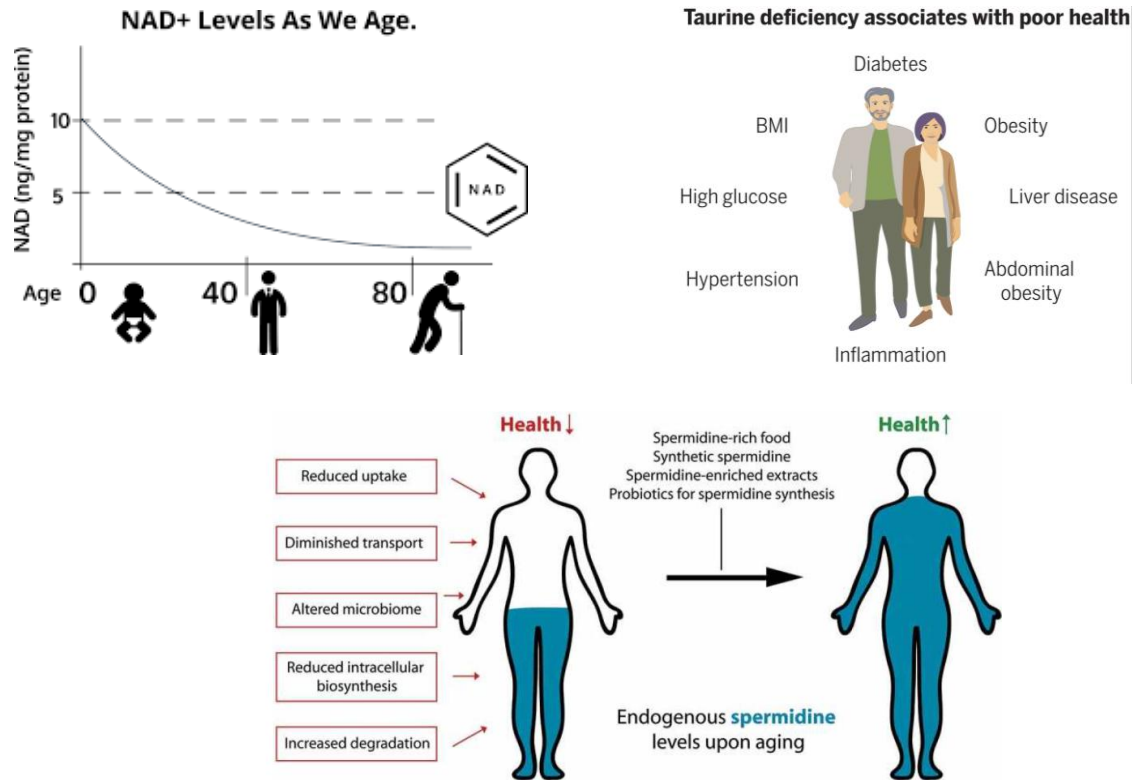 NAD+ Levels As We Age.
NAD (ng/mg protein)
10
5
NAD
Age 0 40 80
Taurine deficiency associates with poor health
Diabetes
BMI
Obesity
High glucose
Liver disease
Hypertension
Abdominal
obesity
Inflammation
Health↓
Reduced uptake
Diminished transport
Altered microbiome
Reduced intracellular
biosynthesis
Increased degradation
Spermidine-rich food
Synthetic spermidine
Spermidine-enriched extracts
Probiotics for spermidine synthesis
Health↑
Endogenous spermidine
levels upon aging